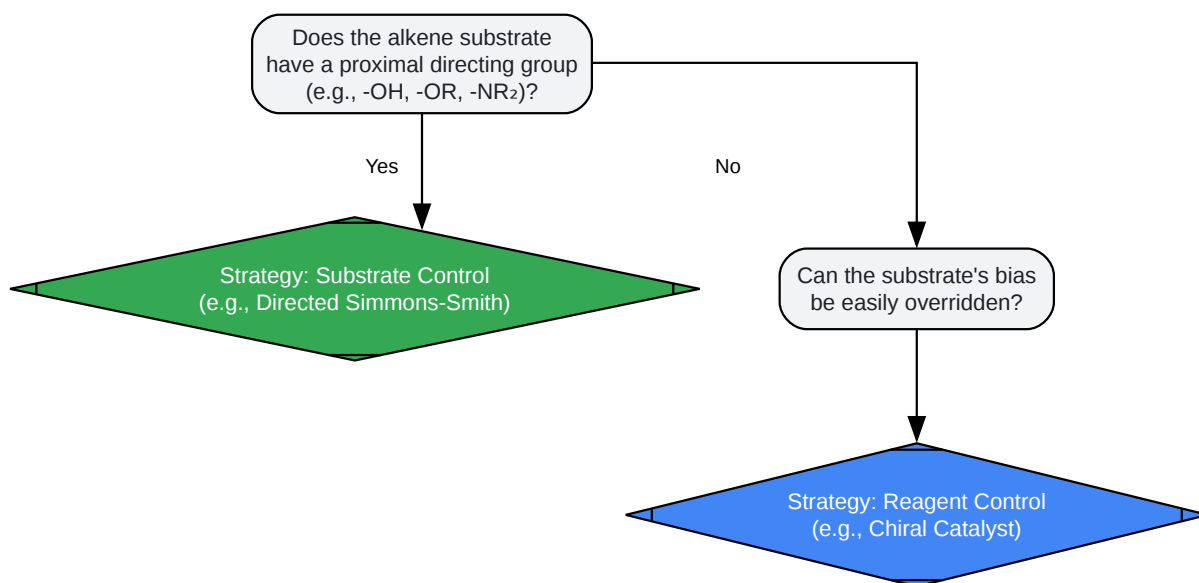 Does the alkene substrate
have a proximal directing group
(e.g., -OH, -OR, -NR₂)?
Yes
No
Strategy: Substrate Control
(e.g., Directed Simmons-Smith)
Can the substrate's bias
be easily overridden?
Strategy: Reagent Control
(e.g., Chiral Catalyst)